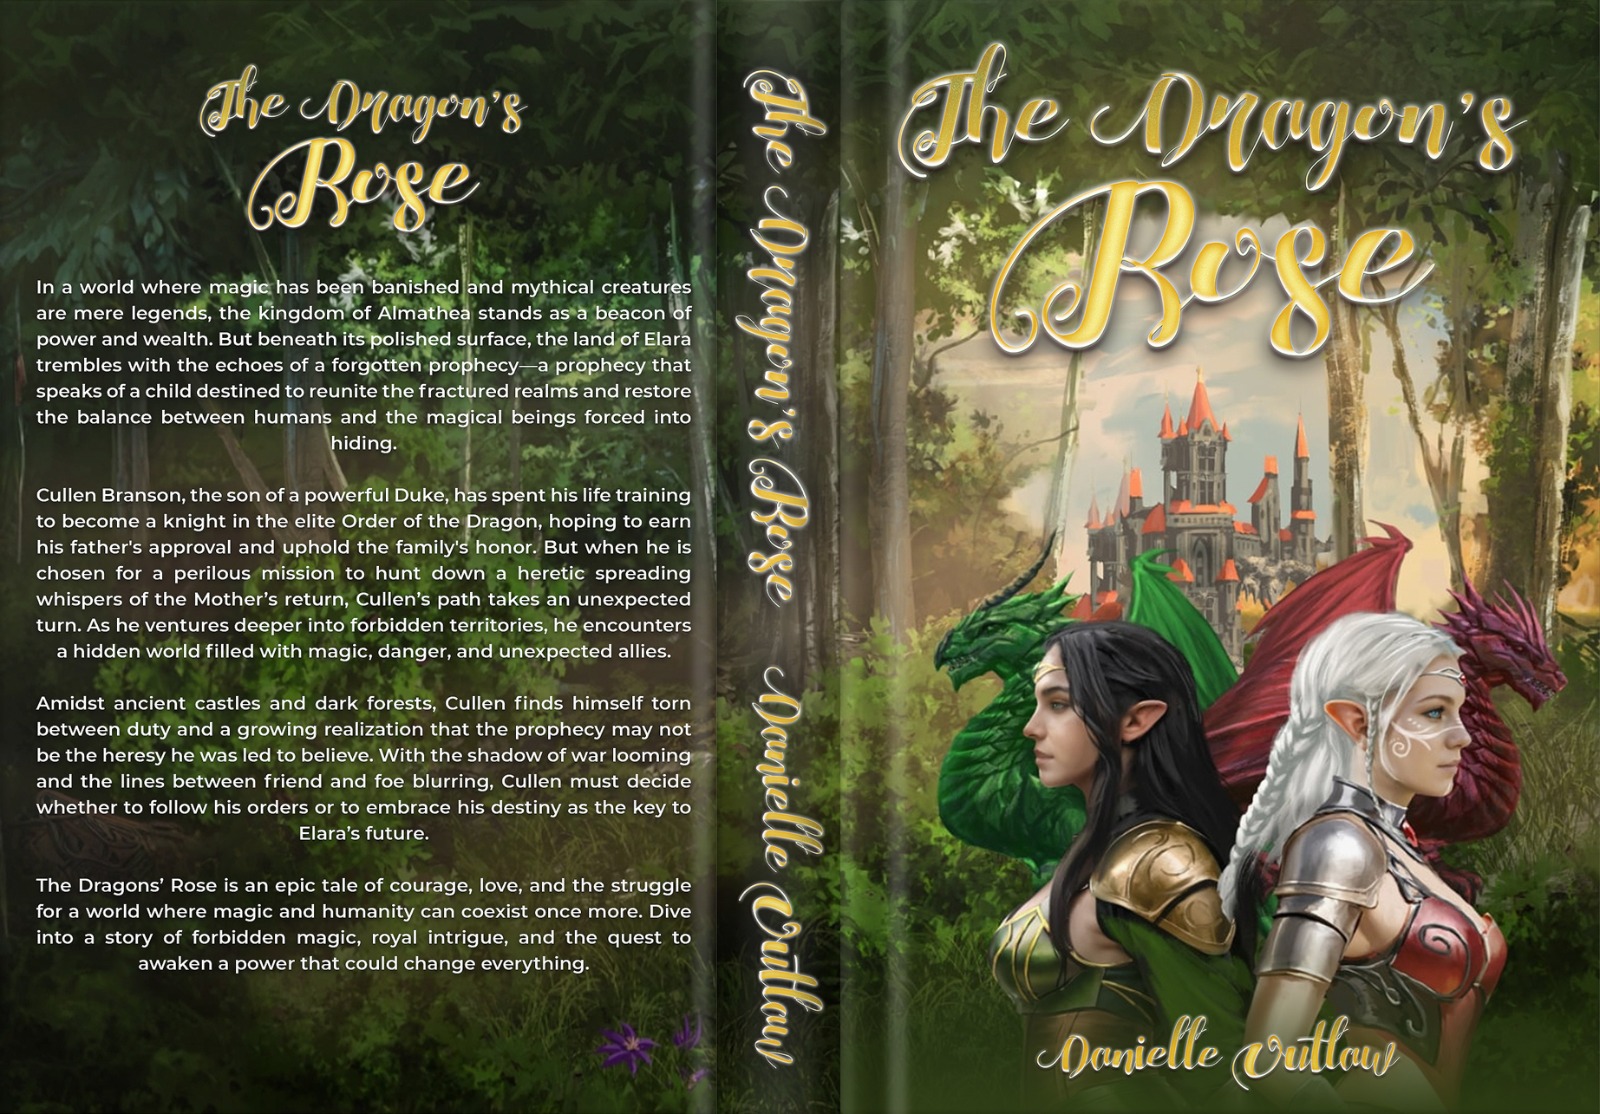 The Dragon's
Rose
In a world where magic has been banished and mythical creatures
are mere legends, the kingdom of Almathea stands as a beacon of
power and wealth. But beneath its polished surface, the land of Elara
trembles with the echoes of a forgotten prophecy—a prophecy that
speaks of a child destined to reunite the fractured realms and restore
the balance between humans and the magical beings forced into
hiding.
Cullen Branson, the son of a powerful Duke, has spent his life training
to become a knight in the elite Order of the Dragon, hoping to earn
his father's approval and uphold the family's honor. But when he is
chosen for a perilous mission to hunt down a heretic spreading
whispers of the Mother’s return, Cullen’s path takes an unexpected
turn. As he ventures deeper into forbidden territories, he encounters
a hidden world filled with magic, danger, and unexpected allies.
Amidst ancient castles and dark forests, Cullen finds himself torn
between duty and a growing realization that the prophecy may not
be the heresy he was led to believe. With the shadow of war looming
and the lines between friend and foe blurring, Cullen must decide
whether to follow his orders or to embrace his destiny as the key to
Elara’s future.
The Dragons’ Rose is an epic tale of courage, love, and the struggle
for a world where magic and humanity can coexist once more. Dive
into a story of forbidden magic, royal intrigue, and the quest to
awaken a power that could change everything.
The Dragon's Rose Danielle Outlaw
The Dragon's
Rose
Danielle Outlaw